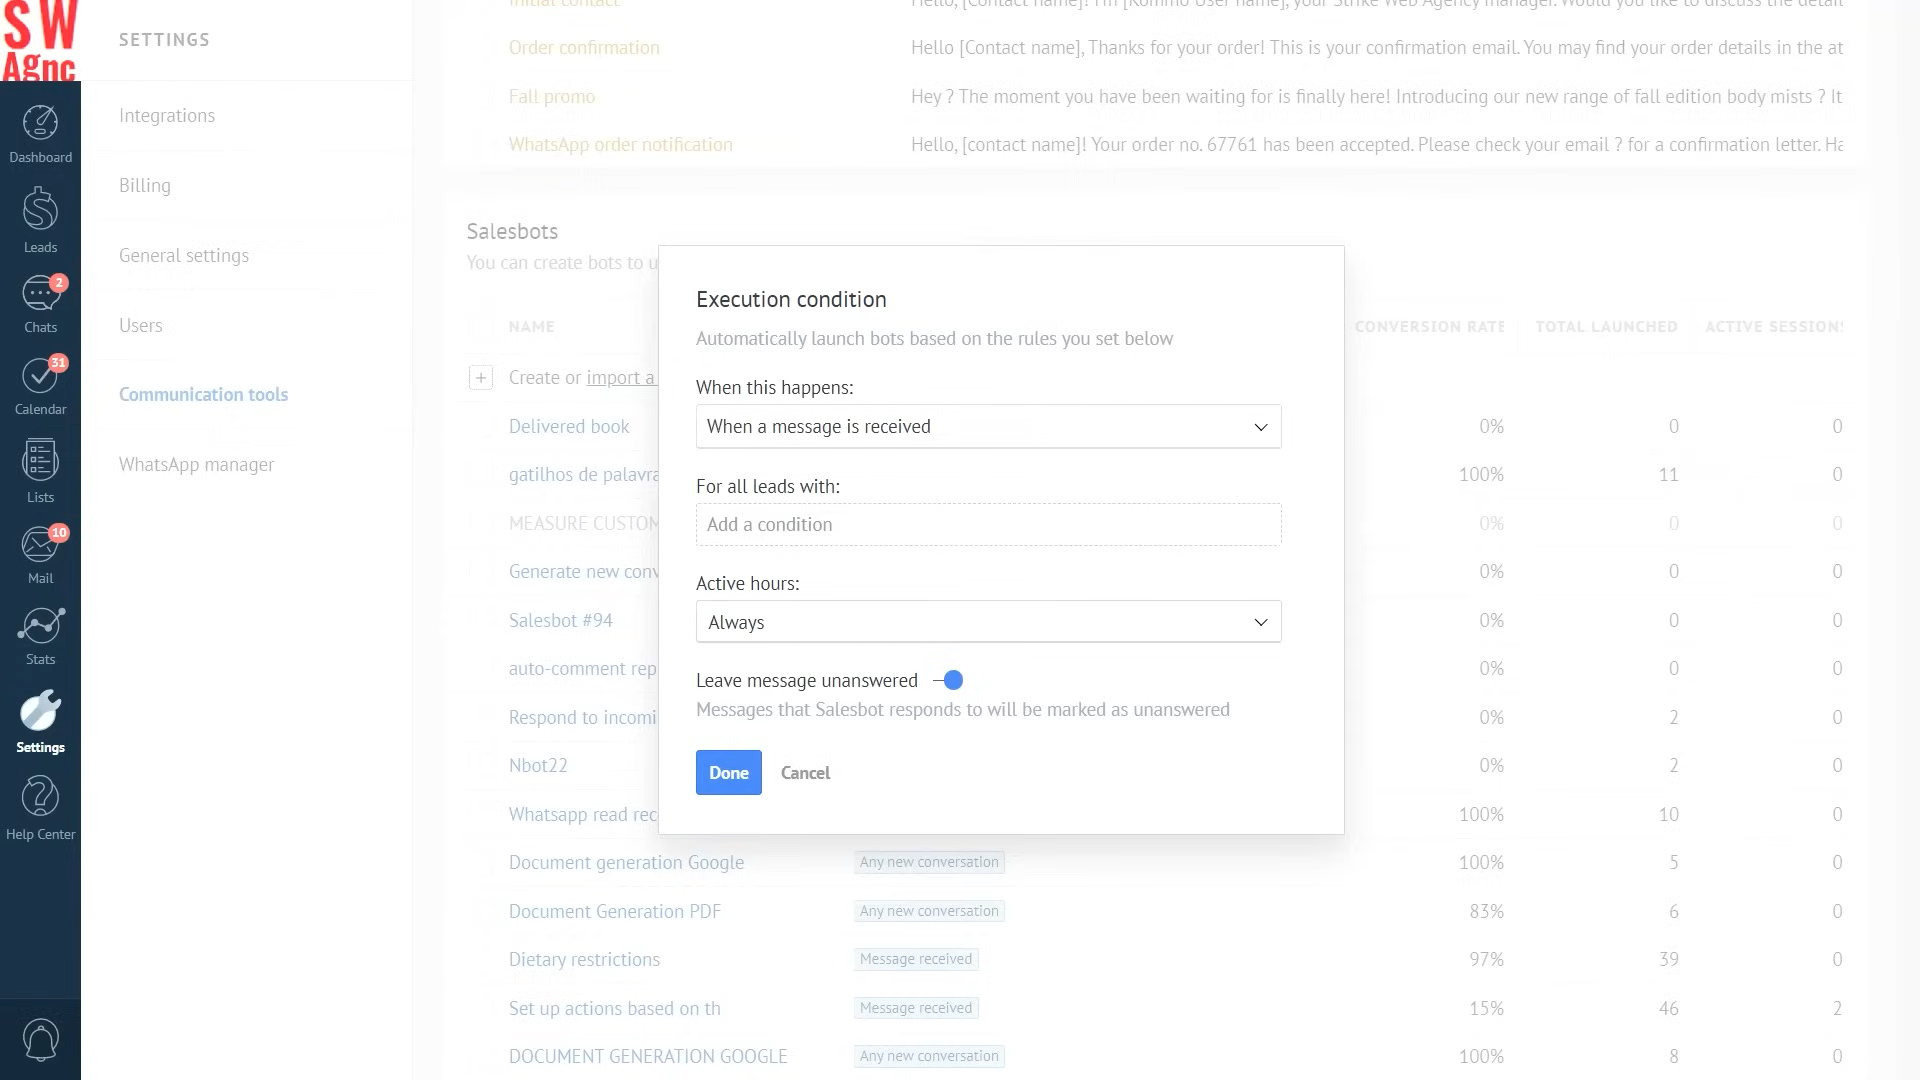 SW
Agnc
Dashboard
Leads
2
Chats
31
Calendar
Lists
10
Mail
Stats
Settings
Help Center
SETTINGS
Integrations
Billing
General settings
Users
Communication tools
WhatsApp manager
Initial contact
Hello, [Contact name]! I'm [Kommo User name], your Strike Web Agency manager. Would you like to discuss the detail
Order confirmation
Hello [Contact name], Thanks for your order! This is your confirmation email. You may find your order details in the at
Fall promo
Hey ? The moment you have been waiting for is finally here! Introducing our new range of fall edition body mists ? It
WhatsApp order notification
Hello, [contact name]! Your order no. 67761 has been accepted. Please check your email ? for a confirmation letter. Ha
Salesbots
You can create bots to u
NAME CONVERSION RATE TOTAL LAUNCHED ACTIVE SESSIONS
+ Create or import a
Delivered book 0% 0 0
gatilhos de palavra 100% 11 0
MEASURE CUSTOM 0% 0 0
Generate new conv 0% 0 0
Salesbot #94 0% 0 0
auto-comment rep 0% 0 0
Respond to incomi 0% 2 0
Nbot22 0% 2 0
Whatsapp read rec 100% 10 0
Document generation Google Any new conversation 100% 5 0
Document Generation PDF Any new conversation 83% 6 0
Dietary restrictions Message received 97% 39 0
Set up actions based on th Message received 15% 46 2
DOCUMENT GENERATION GOOGLE Any new conversation 100% 8 0
Execution condition
Automatically launch bots based on the rules you set below
When this happens:
When a message is received
For all leads with:
Add a condition
Active hours:
Always
Leave message unanswered
Messages that Salesbot responds to will be marked as unanswered
Done Cancel